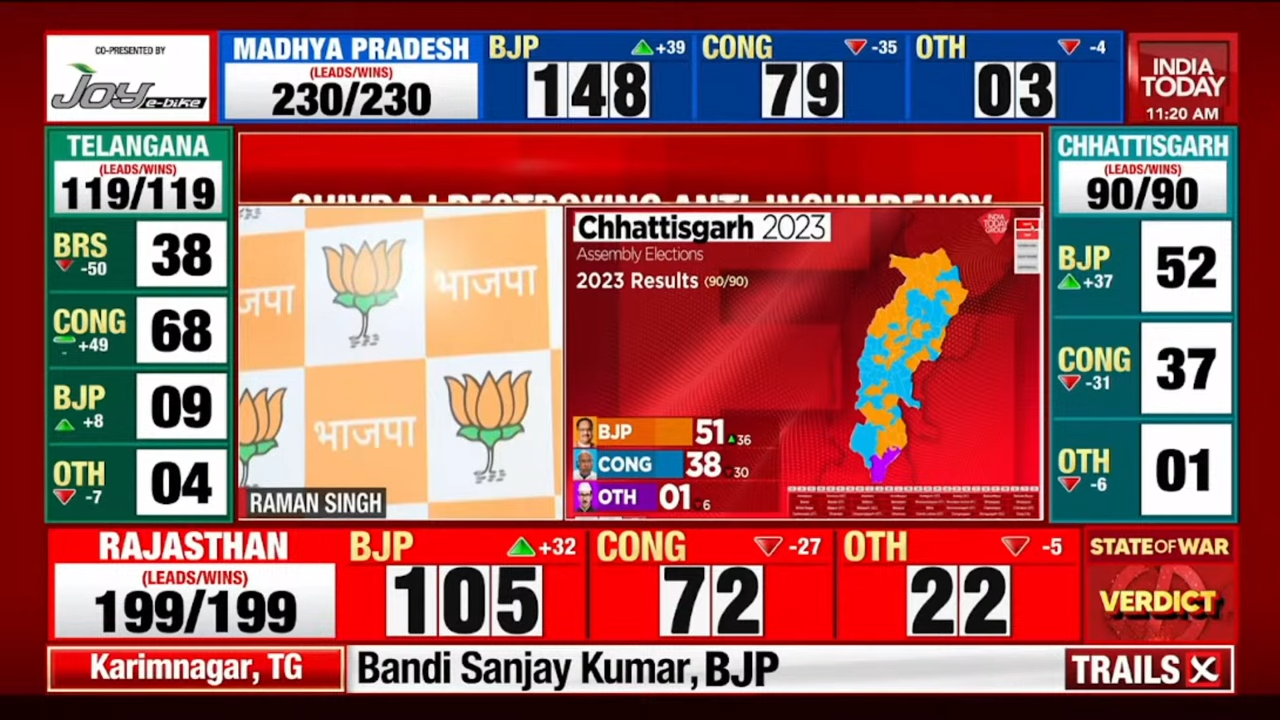 CO-PRESENTED BY
Joy e-bike
MADHYA PRADESH
(LEADS/WINS)
230/230
BJP +39
148
CONG -35
79
OTH -4
03
INDIA
TODAY
11:20 AM
TELANGANA
(LEADS/WINS)
119/119
BRS
-50
38
CONG
+49
68
BJP
+8
09
OTH
-7
04
भाजपा
भाजपा
RAMAN SINGH
Chhattisgarh 2023
Assembly Elections
2023 Results (90/90)
INDIA
TODAY
GROUP
BJP 51 36
CONG 38 30
OTH 01 6
CHHATTISGARH
(LEADS/WINS)
90/90
BJP
+37
52
CONG
-31
37
OTH
-6
01
RAJASTHAN
(LEADS/WINS)
199/199
BJP +32
105
CONG -27
72
OTH -5
22
STATE OF WAR
VERDICT
Karimnagar, TG
Bandi Sanjay Kumar, BJP
TRAILS X